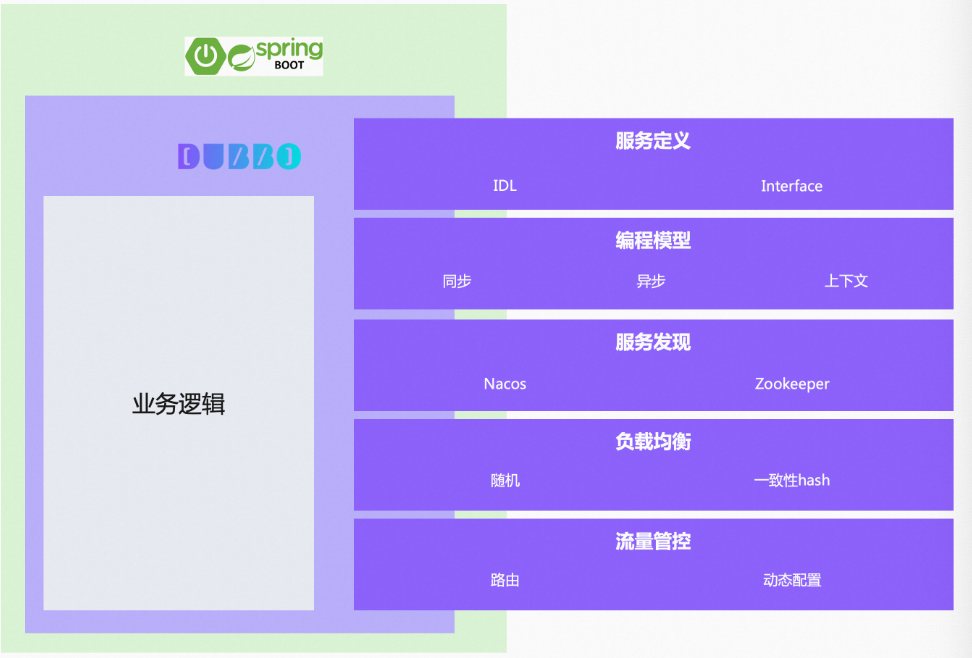 spring
BOOT
DUBBO
业务逻辑
服务定义
IDL Interface
编程模型
同步 异步 上下文
服务发现
Nacos Zookeeper
负载均衡
随机 一致性hash
流量管控
路由 动态配置